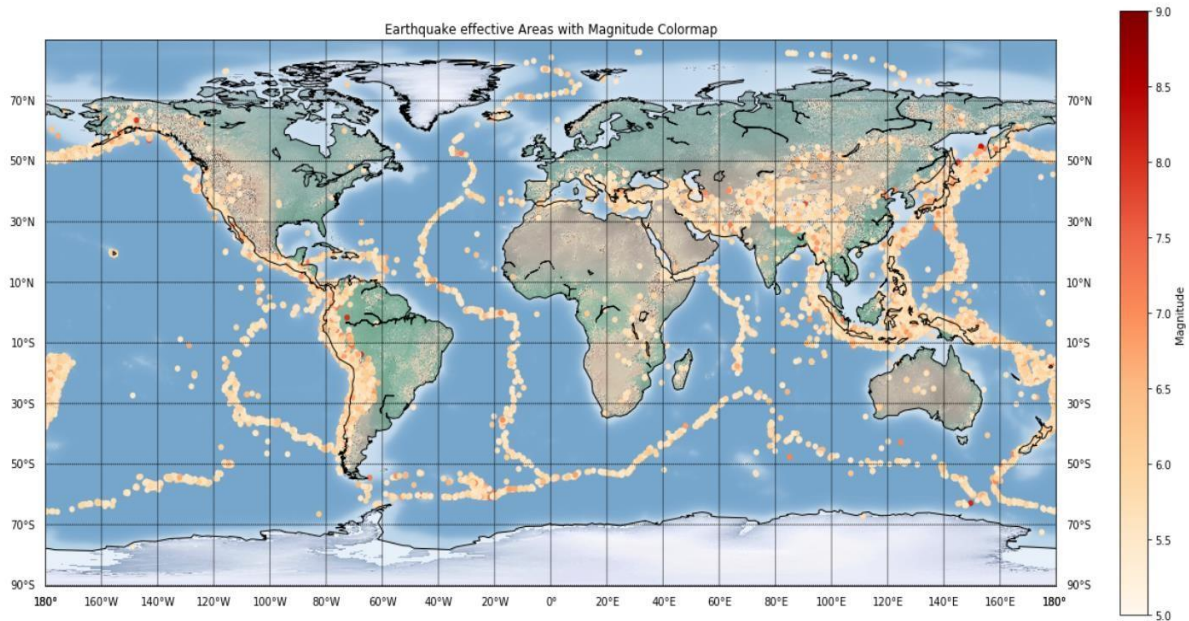 Earthquake effective Areas with Magnitude Colormap
9.0
70°N 70°N 8.5
50°N 50°N 8.0
30°N 30°N 7.5
10°N 10°N
Magnitude
7.0
10°S 10°S
6.5
30°S 30°S
6.0
50°S 50°S
70°S 70°S 5.5
90°S 90°S
180° 160°W 140°W 120°W 100°W 80°W 60°W 40°W 20°W 0° 20°E 40°E 60°E 80°E 100°E 120°E 140°E 160°E 180°
5.0